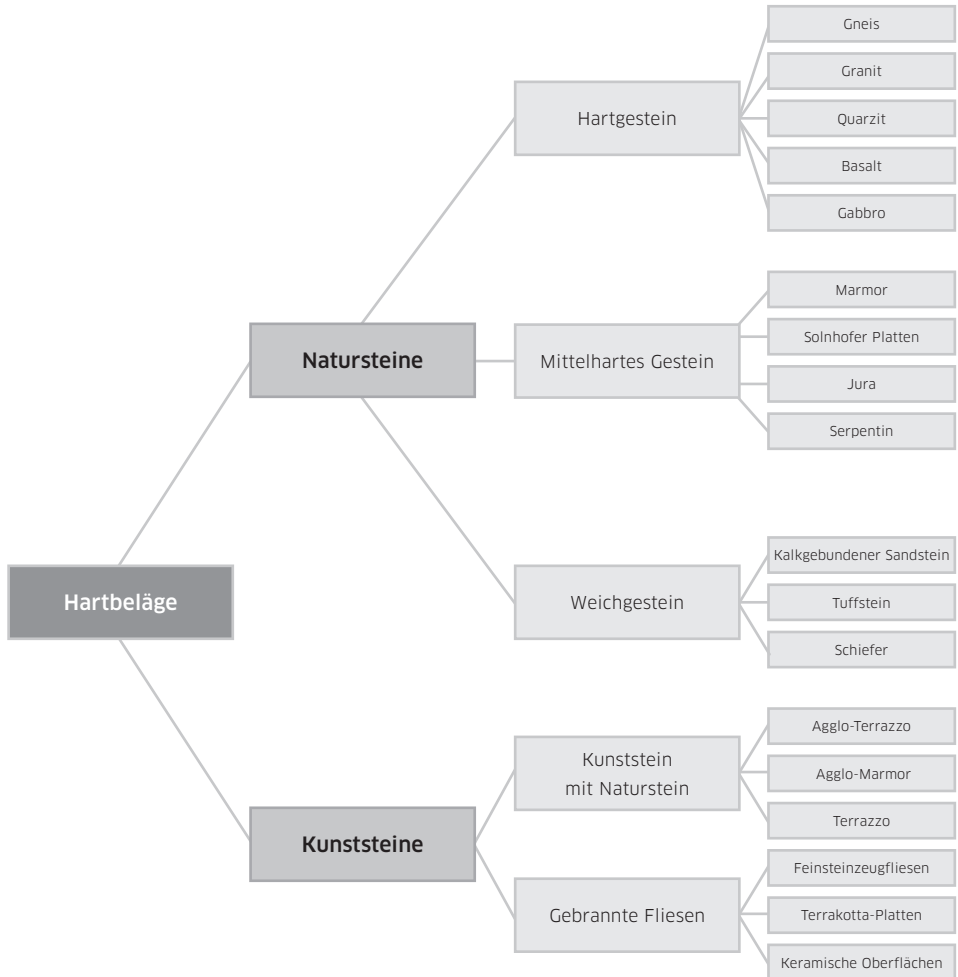 Gneis
Granit
Hartgestein
Quarzit
Basalt
Gabbro
Marmor
Solnhofer Platten
Natursteine
Mittelhartes Gestein
Jura
Serpentin
Kalkgebundener Sandstein
Hartbeläge
Weichgestein
Tuffstein
Schiefer
Agglo-Terrazzo
Kunststein
mit Naturstein
Agglo-Marmor
Terrazzo
Kunststeine
Feinsteinzeugfliesen
Gebrannte Fliesen
Terrakotta-Platten
Keramische Oberflächen